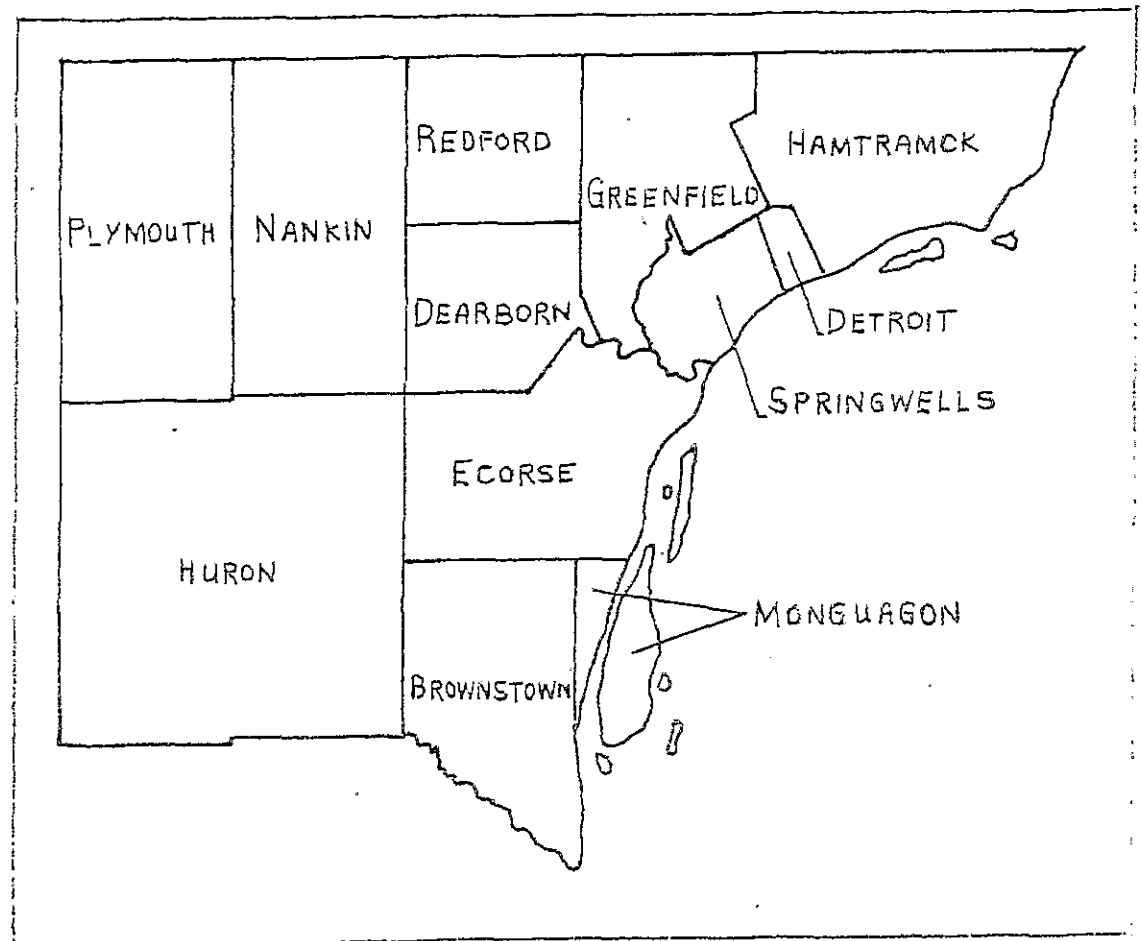 REDFORD
HAMTRAMCK
GREENFIELD
PLYMOUTH
NANKIN
DEARBORN
DETROIT
SPRINGWELLS
ECORSE
HURON
MONGUAGON
BROWNSTOWN